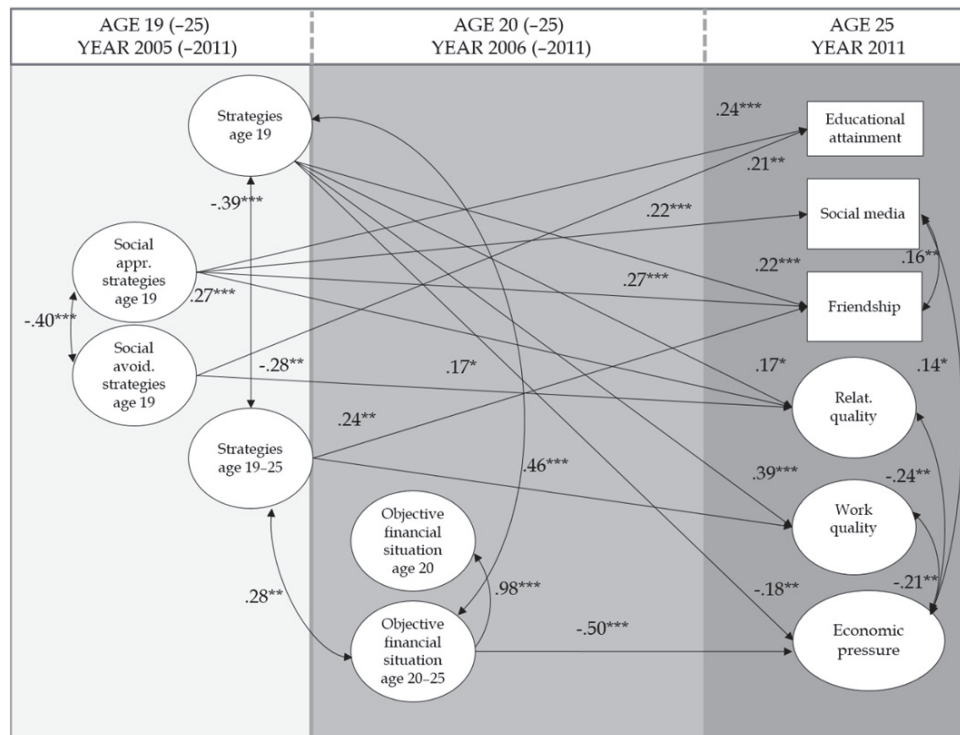 AGE 19 (–25)
YEAR 2005 (–2011)
AGE 20 (–25)
YEAR 2006 (–2011)
AGE 25
YEAR 2011
Strategies
age 19
-.39***
Social
appr.
strategies
age 19
.27***
-.40***
Social
avoid.
strategies
age 19
-.28**
Strategies
age 19–25
.28**
.24**
.17*
.46***
Objective
financial
situation
age 20
.98***
Objective
financial
situation
age 20–25
-.50***
.24***
.21**
.22***
.27***
.22***
.17*
.39***
-.18**
Educational
attainment
Social media
.16**
Friendship
.14*
Relat.
quality
-.24**
Work
quality
-.21**
Economic
pressure